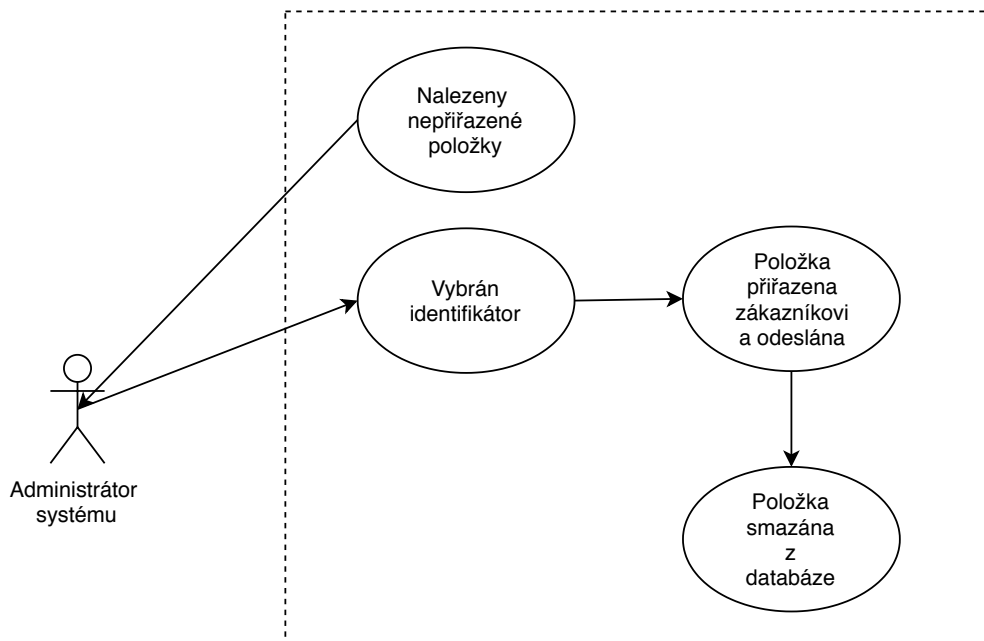 Nalezeny
nepřiřazené
položky
Vybrán
identifikátor
Položka
přiřazena
zákazníkovi
a odeslána
Administrátor
systému
Položka
smazána
z
databáze